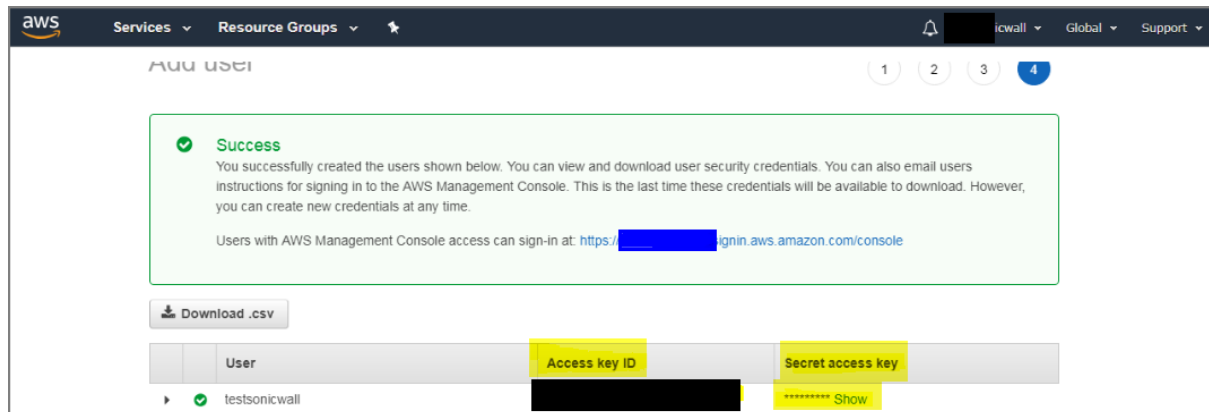 aws Services Resource Groups icwall Global Support
Add user 1 2 3 4
Success
You successfully created the users shown below. You can view and download user security credentials. You can also email users
instructions for signing in to the AWS Management Console. This is the last time these credentials will be available to download. However,
you can create new credentials at any time.
Users with AWS Management Console access can sign-in at: https:// signin.aws.amazon.com/console
Download .csv
User Access key ID Secret access key
testsonicwall ********* Show